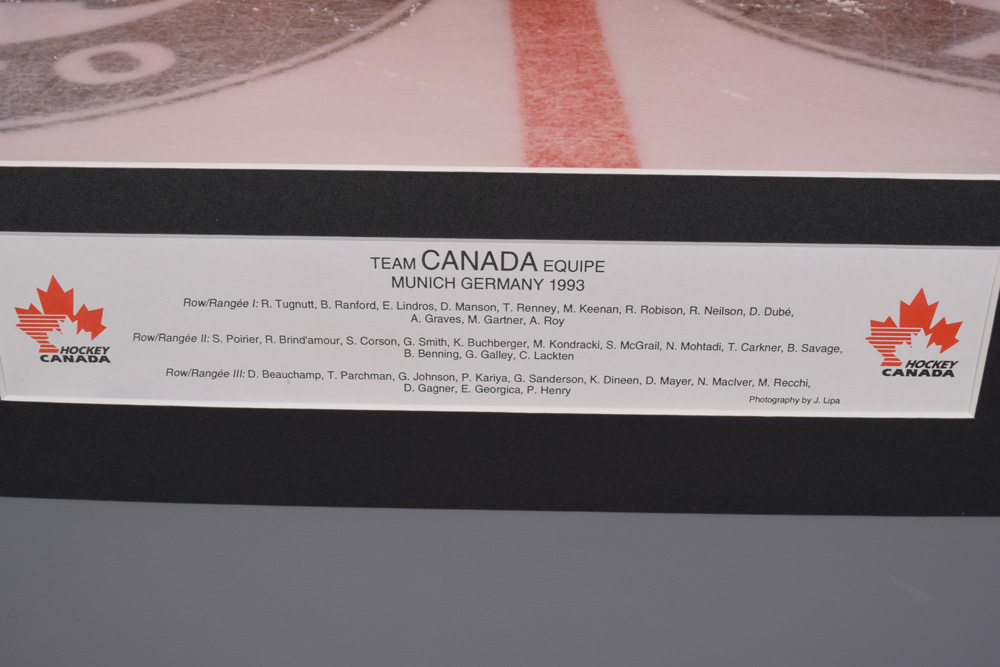 O
TEAM CANADA EQUIPE
MUNICH GERMANY 1993
Row/Rangée I: R. Tugnutt, B. Ranford, E. Lindros, D. Manson, T. Renney, M. Keenan, R. Robison, R. Neilson, D. Dubé,
A. Graves, M. Gartner, A. Roy
Row/Rangée II: S. Poirier, R. Brind'amour, S. Corson, G. Smith, K. Buchberger, M. Kondracki, S. McGrail, N. Mohtadi, T. Carkner, B. Savage,
B. Benning, G. Galley, C. Lackten
Row/Rangée III: D. Beauchamp, T. Parchman, G. Johnson, P. Kariya, G. Sanderson, K. Dineen, D. Mayer, N. MacIver, M. Recchi,
D. Gagner, E. Georgica, P. Henry
Photography by J. Lipa
HOCKEY
CANADA
HOCKEY
CANADA